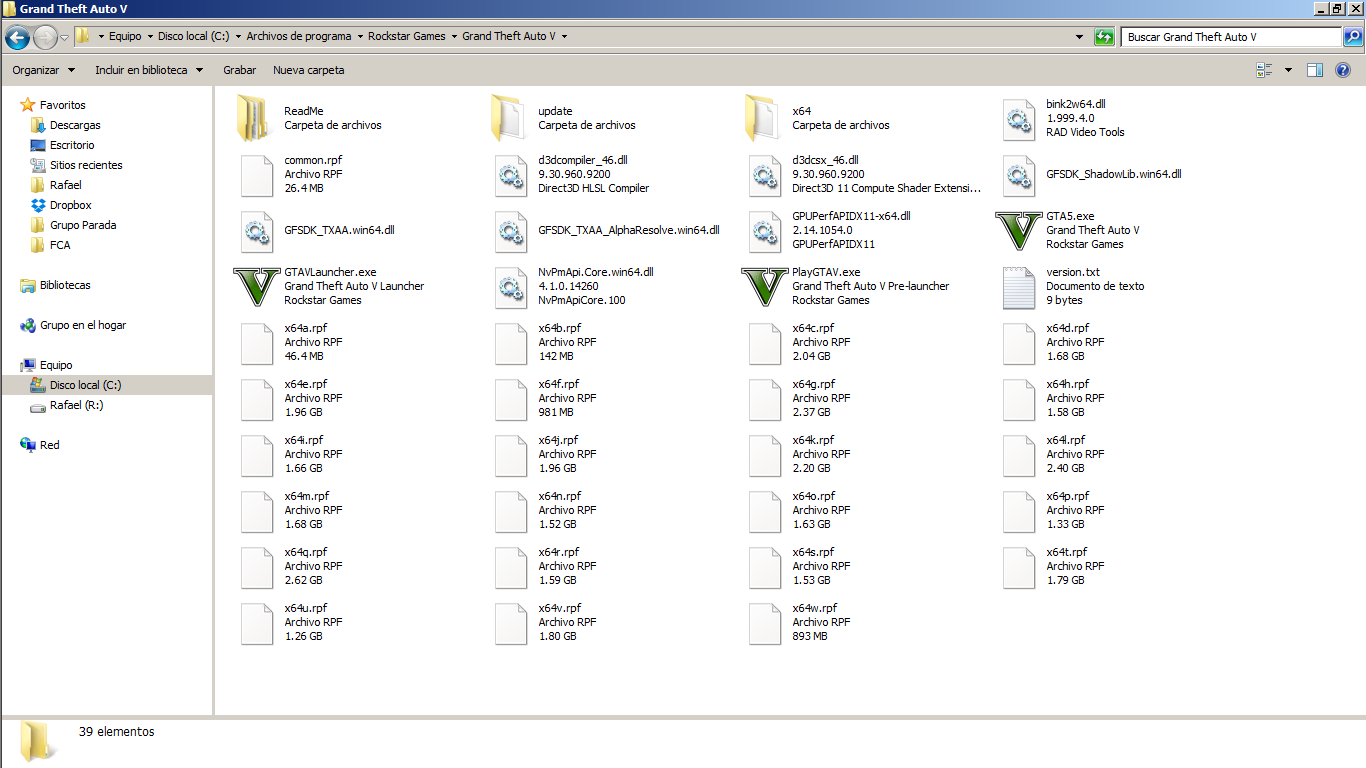 Grand Theft Auto V
Equipo Disco local (C:) Archivos de programa Rockstar Games Grand Theft Auto V
Buscar Grand Theft Auto V
Organizar Incluir en biblioteca Grabar Nueva carpeta
Favoritos
Descargas
Escritorio
Sitios recientes
Rafael
Dropbox
Grupo Parada
FCA
Bibliotecas
Grupo en el hogar
Equipo
Disco local (C:)
Rafael (R:)
Red
ReadMe
Carpeta de archivos
update
Carpeta de archivos
x64
Carpeta de archivos
bink2w64.dll
1.999.4.0
RAD Video Tools
common.rpf
Archivo RPF
26.4 MB
d3dcompiler_46.dll
9.30.960.9200
Direct3D HLSL Compiler
d3dcsx_46.dll
9.30.960.9200
Direct3D 11 Compute Shader Extensi...
GFSDK_ShadowLib.win64.dll
GFSDK_TXAA.win64.dll
GFSDK_TXAA_AlphaResolve.win64.dll
GPUPerfAPIDX11-x64.dll
2.14.1054.0
GPUPerfAPIDX11
GTA5.exe
Grand Theft Auto V
Rockstar Games
GTAVLauncher.exe
Grand Theft Auto V Launcher
Rockstar Games
NvPmApi.Core.win64.dll
4.1.0.14260
NvPmApiCore.100
PlayGTAV.exe
Grand Theft Auto V Pre-launcher
Rockstar Games
version.txt
Documento de texto
9 bytes
x64a.rpf
Archivo RPF
46.4 MB
x64b.rpf
Archivo RPF
142 MB
x64c.rpf
Archivo RPF
2.04 GB
x64d.rpf
Archivo RPF
1.68 GB
x64e.rpf
Archivo RPF
1.96 GB
x64f.rpf
Archivo RPF
981 MB
x64g.rpf
Archivo RPF
2.37 GB
x64h.rpf
Archivo RPF
1.58 GB
x64i.rpf
Archivo RPF
1.66 GB
x64j.rpf
Archivo RPF
1.96 GB
x64k.rpf
Archivo RPF
2.20 GB
x64l.rpf
Archivo RPF
2.40 GB
x64m.rpf
Archivo RPF
1.68 GB
x64n.rpf
Archivo RPF
1.52 GB
x64o.rpf
Archivo RPF
1.63 GB
x64p.rpf
Archivo RPF
1.33 GB
x64q.rpf
Archivo RPF
2.62 GB
x64r.rpf
Archivo RPF
1.59 GB
x64s.rpf
Archivo RPF
1.53 GB
x64t.rpf
Archivo RPF
1.79 GB
x64u.rpf
Archivo RPF
1.26 GB
x64v.rpf
Archivo RPF
1.80 GB
x64w.rpf
Archivo RPF
893 MB
39 elementos